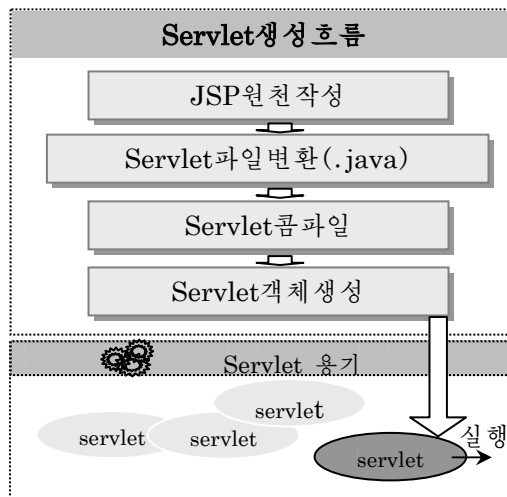 Servlet생성흐름
JSP원천작성
Servlet파일변환(.java)
Servlet콤파일
Servlet객체생성
Servlet 용기
servlet
servlet
servlet
servlet
실행